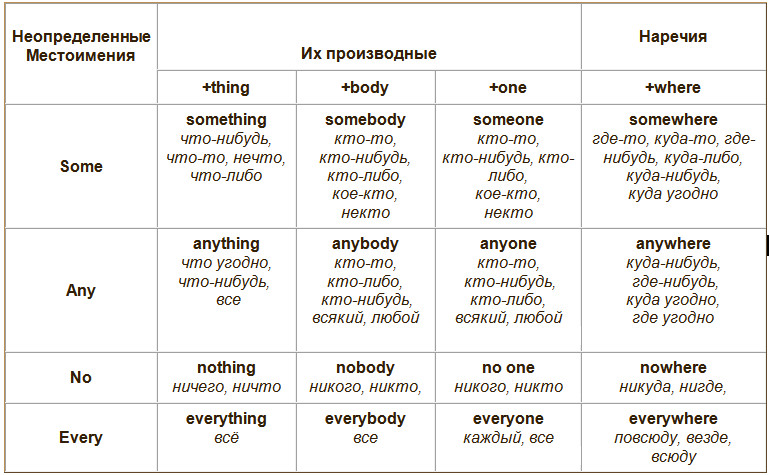 Неопределенные
Местоимения
Их производные
Наречия
+thing
+body
+one
+where
Some
something
что-нибудь,
что-то, нечто,
что-либо
somebody
кто-то,
кто-нибудь,
кто-либо,
кое-кто,
некто
someone
кто-то,
кто-нибудь, кто-
либо,
кое-кто,
некто
somewhere
где-то, куда-то, где-
нибудь, куда-либо,
куда-нибудь,
куда угодно
Any
anything
что угодно,
что-нибудь,
все
anybody
кто-то,
кто-либо,
кто-нибудь,
всякий, любой
anyone
кто-то,
кто-нибудь,
кто-либо,
всякий, любой
anywhere
куда-нибудь,
где-нибудь,
куда угодно,
где угодно
No
nothing
ничего, ничто
nobody
никого, никто,
no one
никого, никто
nowhere
никуда, нигде,
Every
everything
всё
everybody
все
everyone
каждый, все
everywhere
повсюду, везде,
всюду